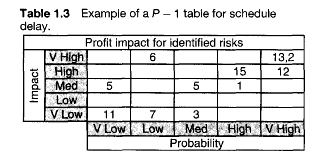 Table 1.3 Example of a P – 1 table for schedule
delay.
Profit impact for identified risks
Impact
V High 6 13,2
High 15 12
Med 5 5 1
Low
V Low 11 7 3
V Low Low Med High V High
Probability